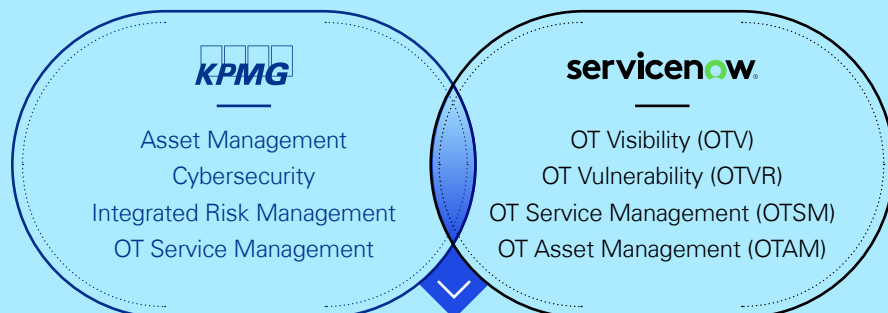 KPMG
Asset Management
Cybersecurity
Integrated Risk Management
OT Service Management
servicenow
OT Visibility (OTV)
OT Vulnerability (OTVR)
OT Service Management (OTSM)
OT Asset Management (OTAM)